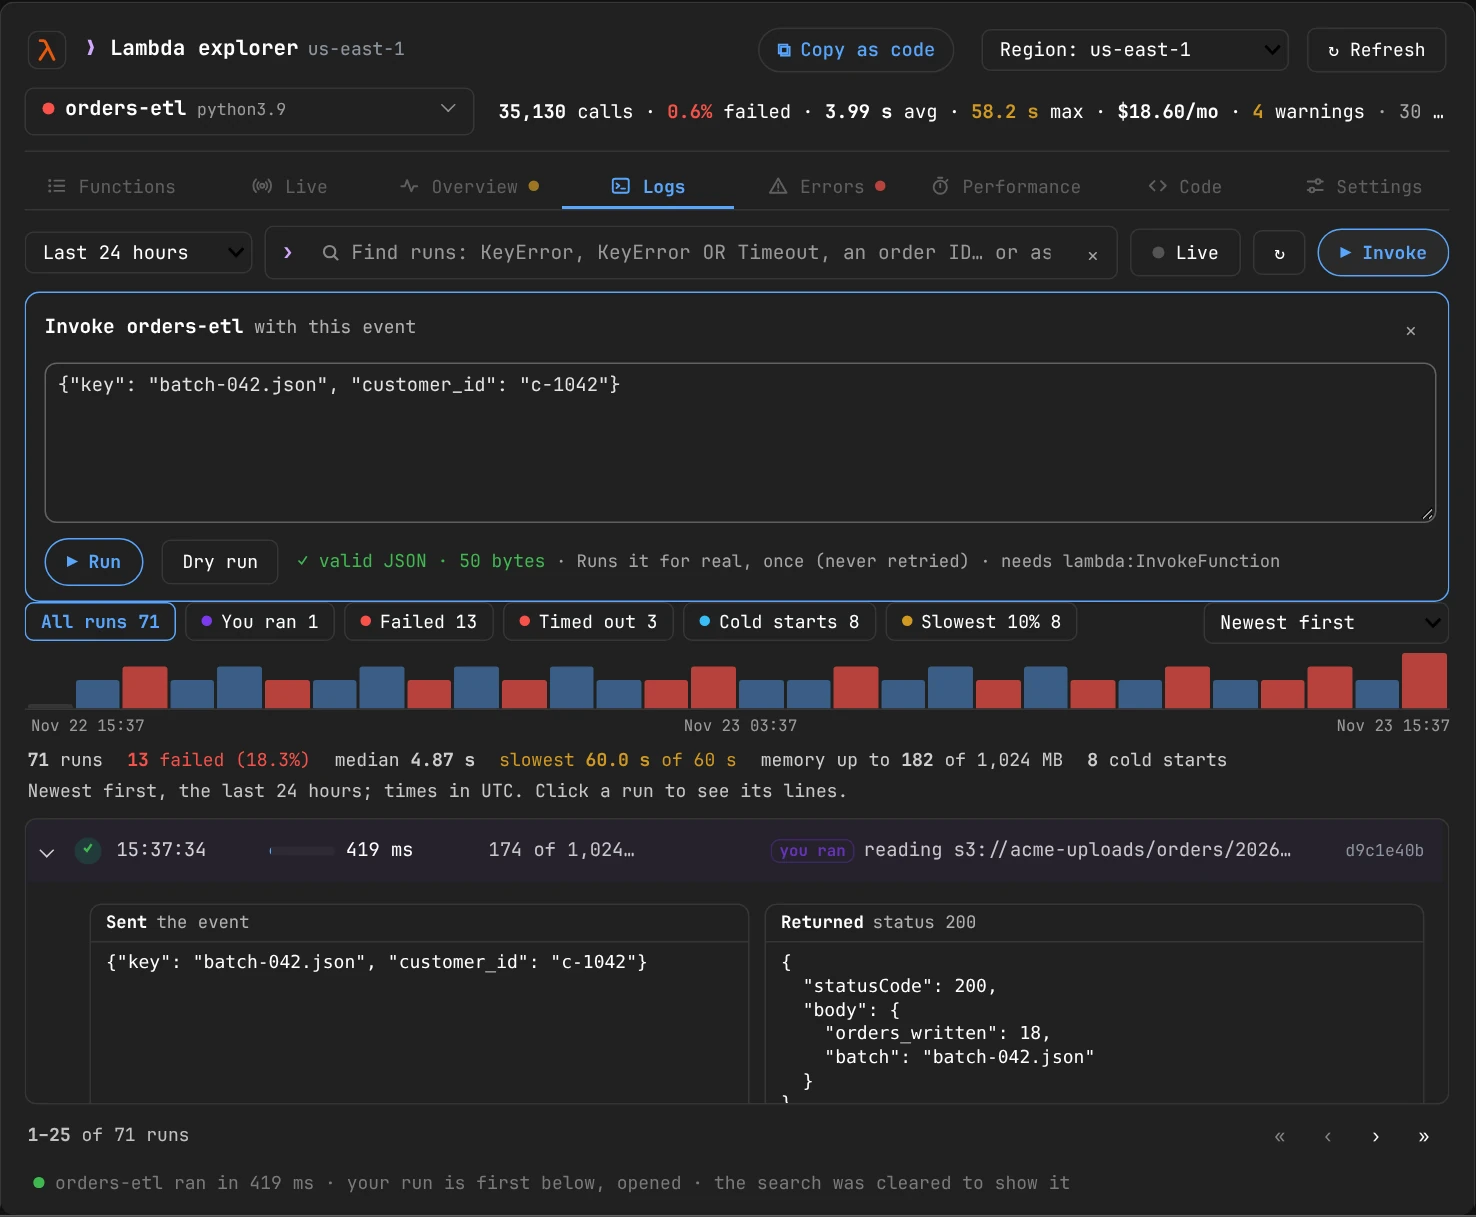 λ ❫ Lambda explorer us-east-1
⧉ Copy as code
Region: us-east-1
↻ Refresh
orders-etl python3.9
35,130 calls · 0.6% failed · 3.99 s avg · 58.2 s max · $18.60/mo · 4 warnings · 30 …
Functions Live Overview Logs Errors Performance Code Settings
Last 24 hours
❯ Find runs: KeyError, KeyError OR Timeout, an order ID… or as ×
Live
↻
▶ Invoke
Invoke orders-etl with this event ×
{"key": "batch-042.json", "customer_id": "c-1042"}
▶ Run
Dry run
✓ valid JSON · 50 bytes · Runs it for real, once (never retried) · needs lambda:InvokeFunction
All runs 71
You ran 1
Failed 13
Timed out 3
Cold starts 8
Slowest 10% 8
Newest first
Nov 22 15:37
Nov 23 03:37
Nov 23 15:37
71 runs 13 failed (18.3%) median 4.87 s slowest 60.0 s of 60 s memory up to 182 of 1,024 MB 8 cold starts
Newest first, the last 24 hours; times in UTC. Click a run to see its lines.
✓ 15:37:34 419 ms 174 of 1,024… you ran reading s3://acme-uploads/orders/2026… d9c1e40b
Sent the event
{"key": "batch-042.json", "customer_id": "c-1042"}
Returned status 200
{
"statusCode": 200,
"body": {
"orders_written": 18,
"batch": "batch-042.json"
}
}
1–25 of 71 runs
« ‹ › »
orders-etl ran in 419 ms · your run is first below, opened · the search was cleared to show it